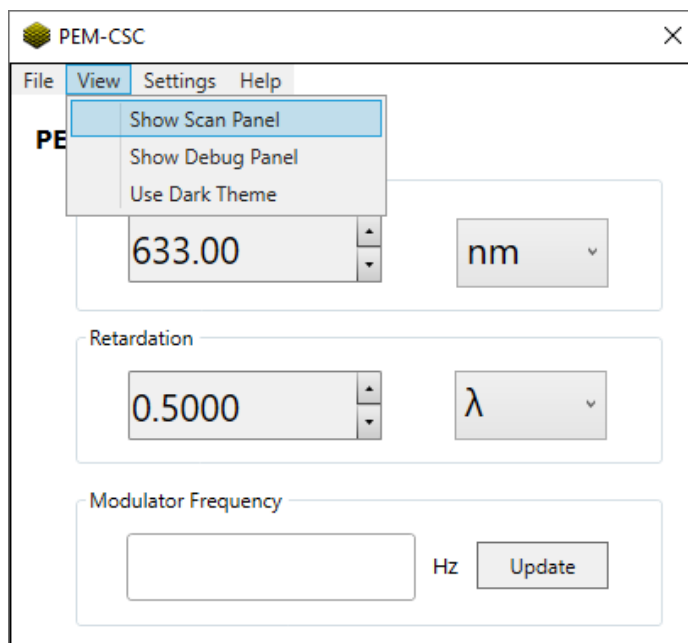 PEM-CSC
File View Settings Help
Show Scan Panel
PE
Show Debug Panel
Use Dark Theme
633.00 nm
Retardation
0.5000 λ
Modulator Frequency
Hz Update